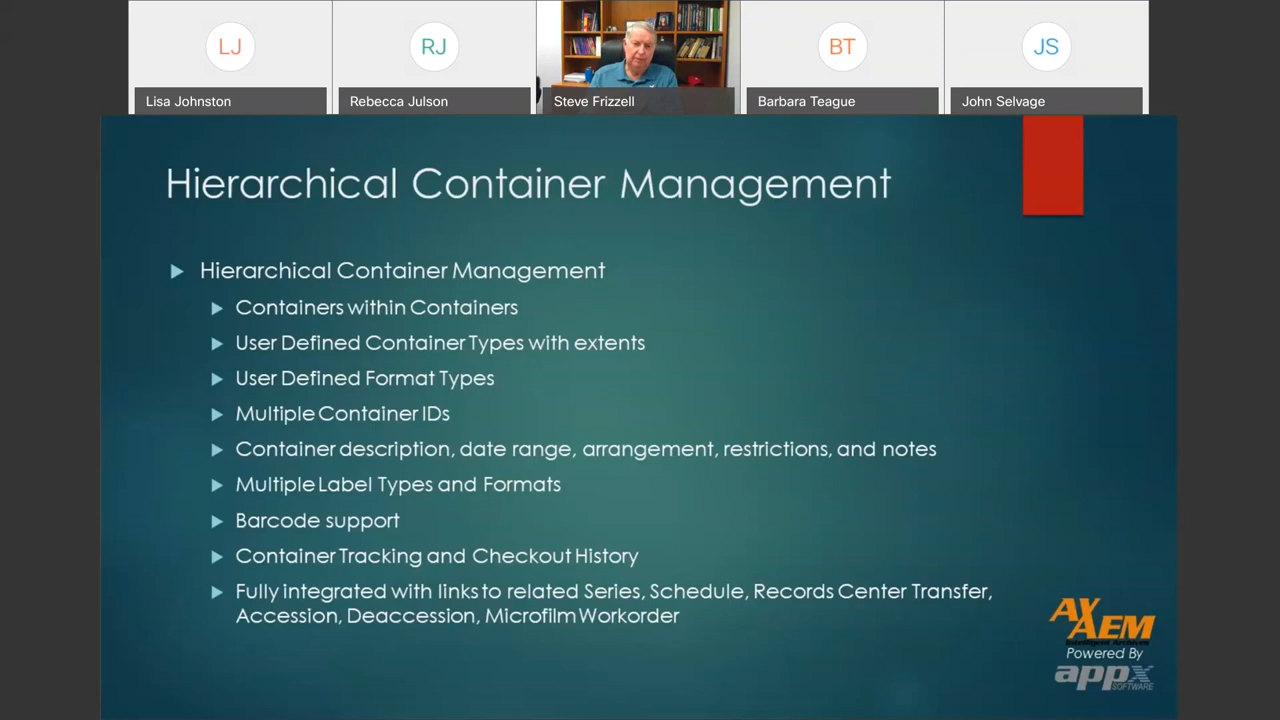 LJ
RJ
BT
JS
Lisa Johnston
Rebecca Julson
Steve Frizzell
Barbara Teague
John Selvage
Hierarchical Container Management
Hierarchical Container Management
Containers within Containers
User Defined Container Types with extents
User Defined Format Types
Multiple Container IDs
Container description, date range, arrangement, restrictions, and notes
Multiple Label Types and Formats
Barcode support
Container Tracking and Checkout History
Fully integrated with links to related Series, Schedule, Records Center Transfer,
Accession, Deaccession, Microfilm Workorder
AXAEM
Powered By
appx
SOFTWARE